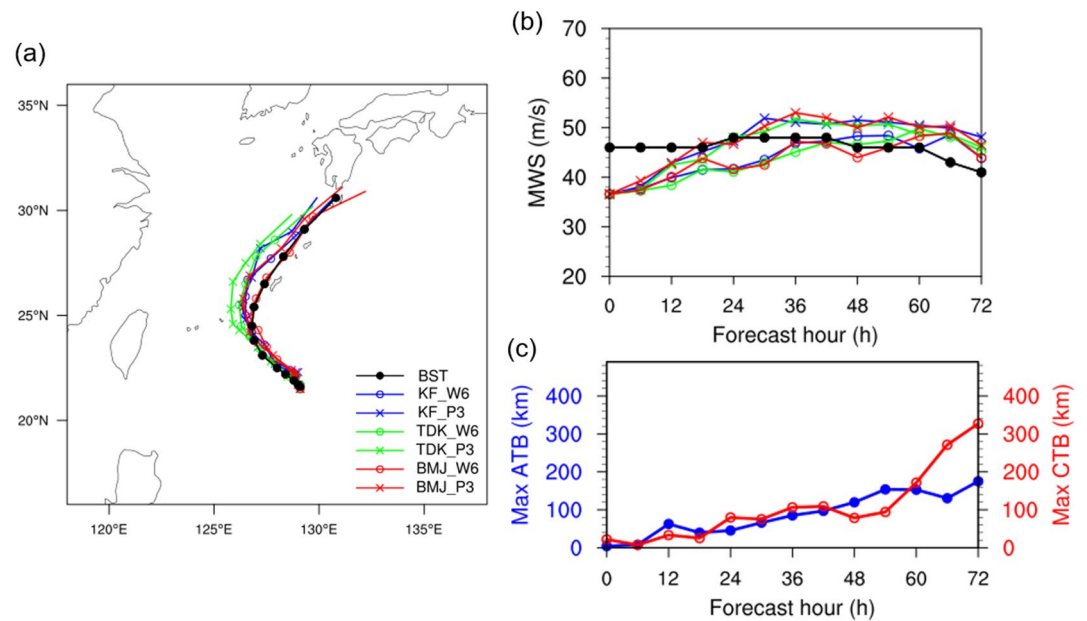 (a)
35°N
30°N
25°N
20°N
120°E
125°E
130°E
135°E
BST
KF_W6
KF_P3
TDK_W6
TDK_P3
BMJ_W6
BMJ_P3
(b)
MWS (m/s)
70
60
50
40
30
20
0 12 24 36 48 60 72
Forecast hour (h)
(c)
Max ATB (km)
400
300
200
100
0
Max CTB (km)
400
300
200
100
0
0 12 24 36 48 60 72
Forecast hour (h)